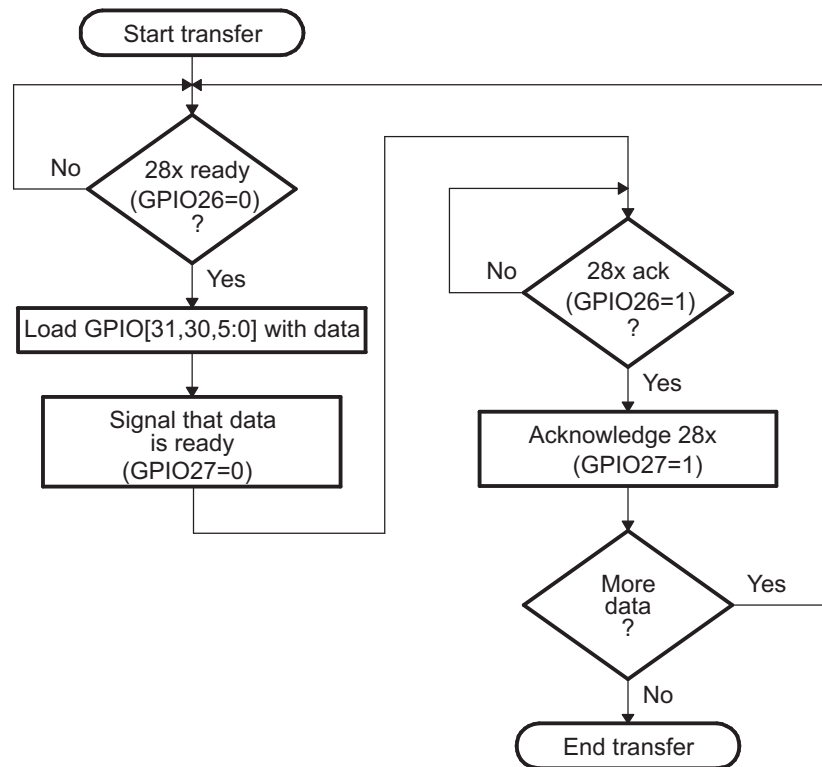 Start transfer
No
28x ready
(GPIO26=0)
?
Yes
Load GPIO[31,30,5:0] with data
Signal that data
is ready
(GPIO27=0)
No
28x ack
(GPIO26=1)
?
Yes
Acknowledge 28x
(GPIO27=1)
More
data
?
Yes
No
End transfer